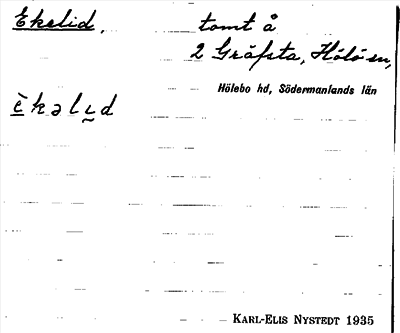 Ekelid, tomt å
2 Gräfsta, Hölö sn,
Hölebo hd, Södermanlands län
è k ə l ı̰ d
KARL-ELIS NYSTEDT 1935